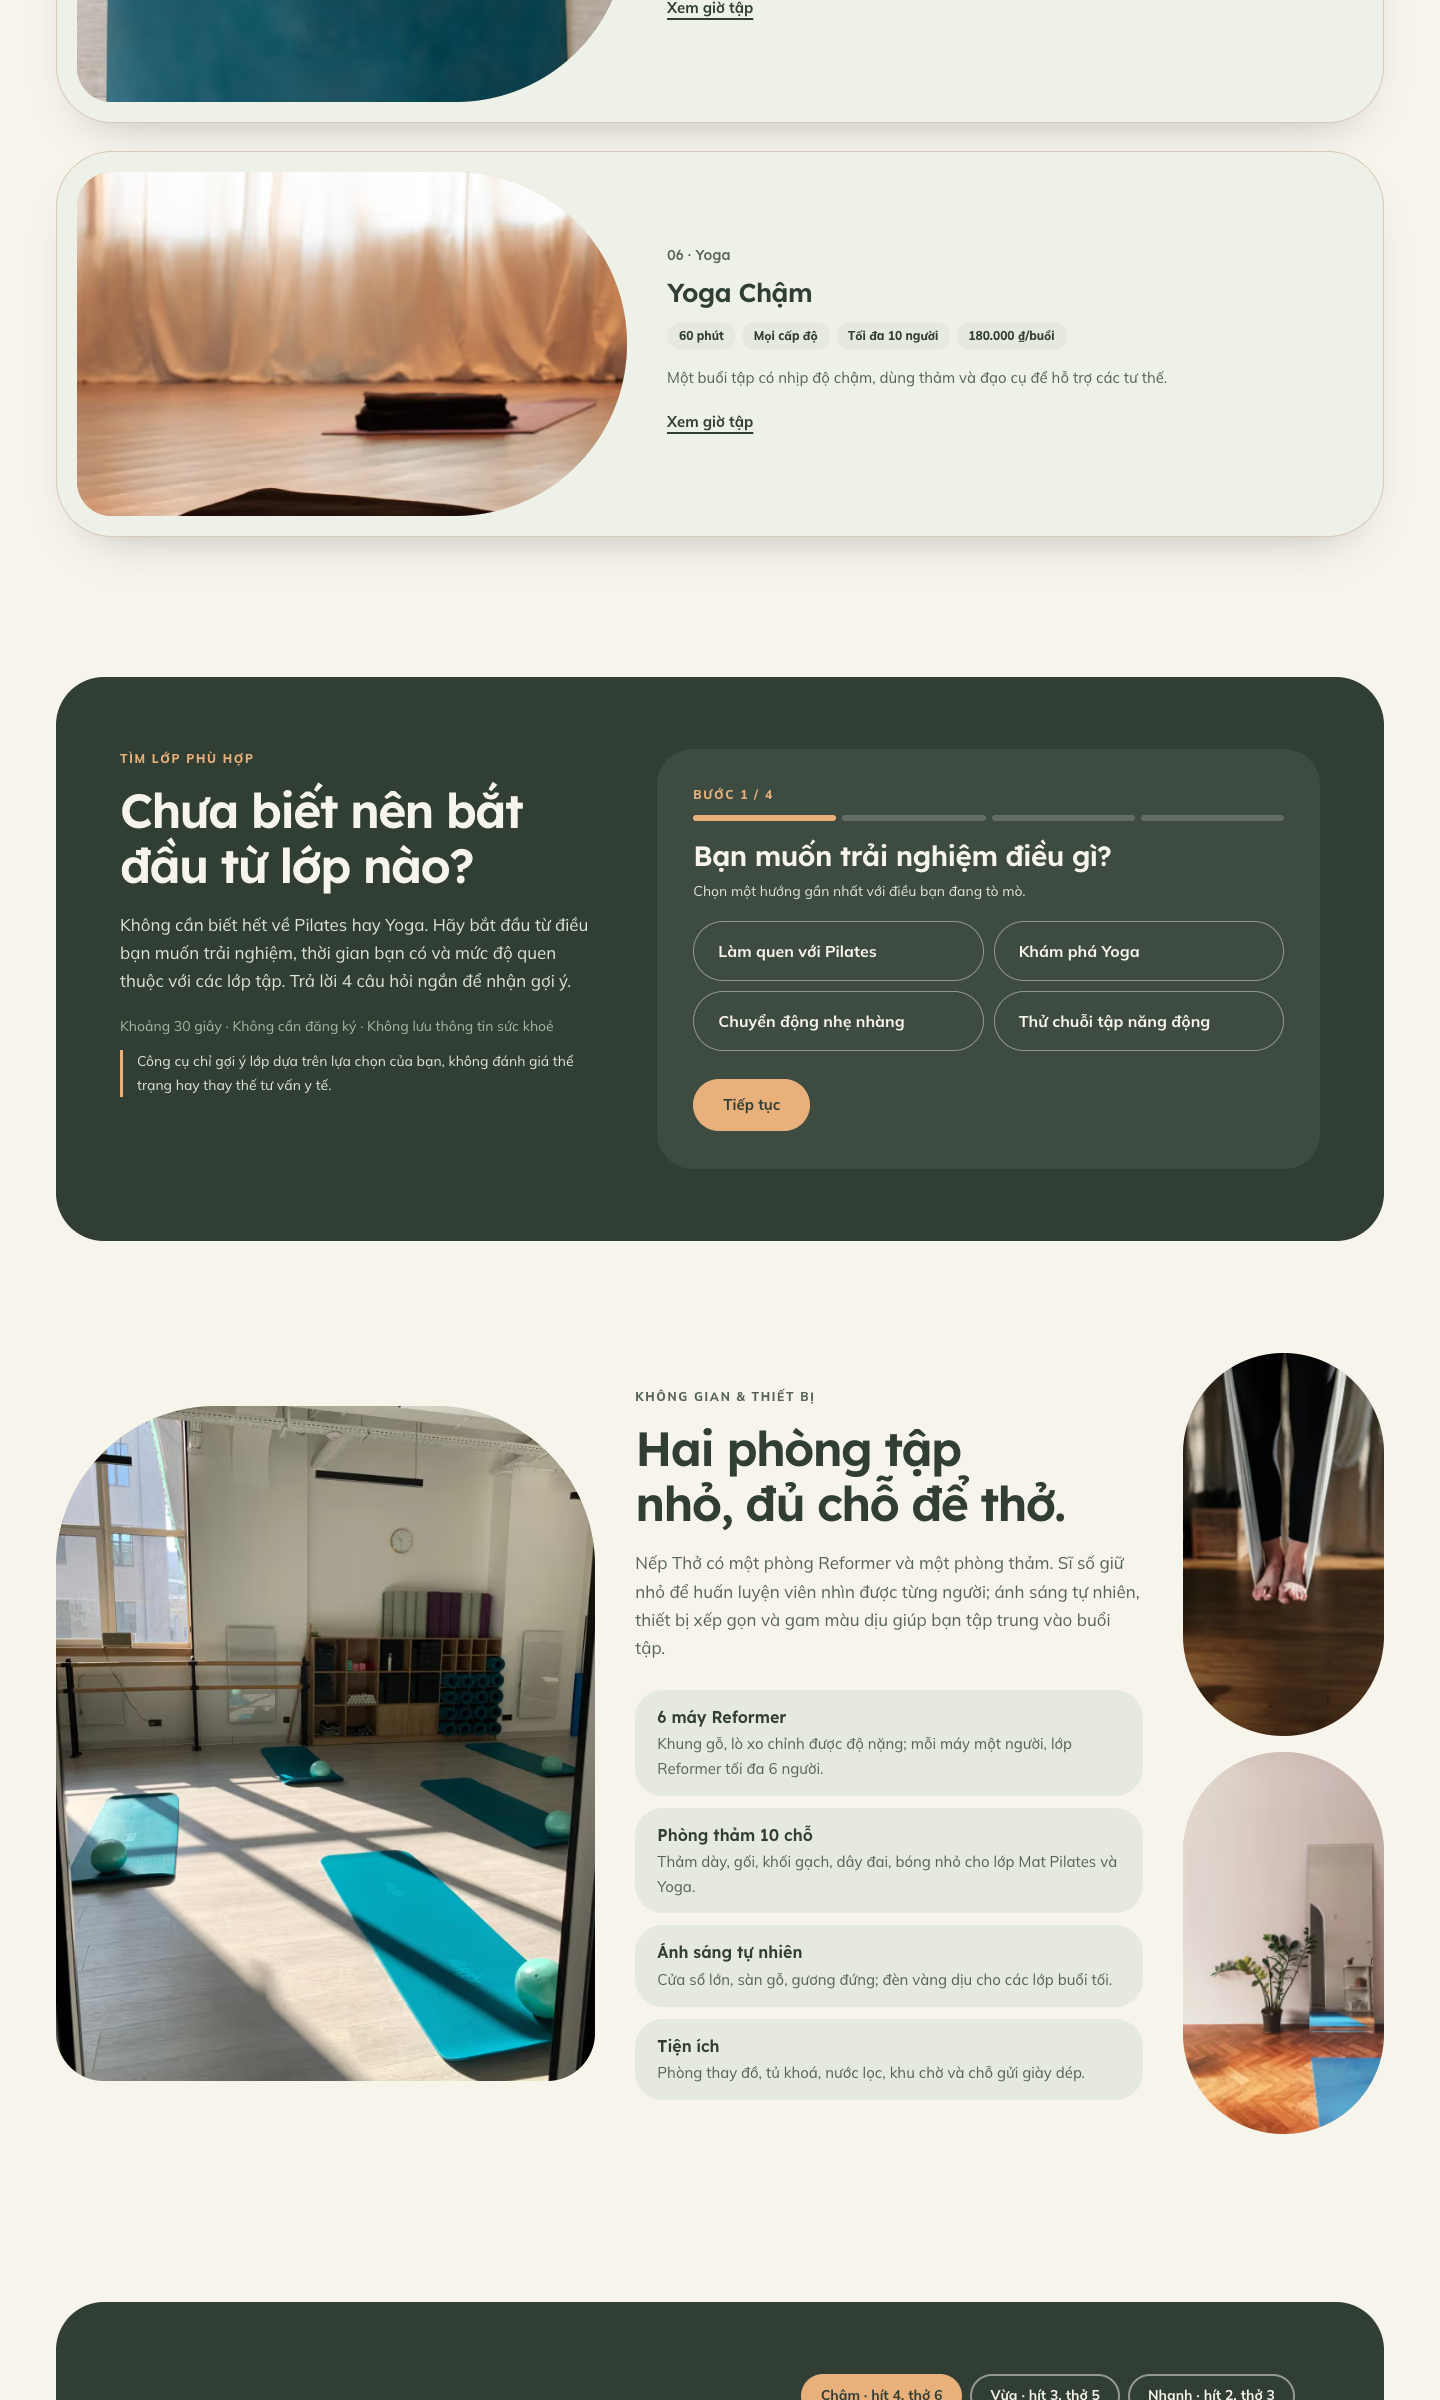 Xem giờ tập
06 · Yoga
Yoga Chậm
60 phút
Mọi cấp độ
Tối đa 10 người
180.000 ₫/buổi
Một buổi tập có nhịp độ chậm, dùng thảm và đạo cụ để hỗ trợ các tư thế.
Xem giờ tập
TÌM LỚP PHÙ HỢP
Chưa biết nên bắt
đầu từ lớp nào?
Không cần biết hết về Pilates hay Yoga. Hãy bắt đầu từ điều
bạn muốn trải nghiệm, thời gian bạn có và mức độ quen
thuộc với các lớp tập. Trả lời 4 câu hỏi ngắn để nhận gợi ý.
Khoảng 30 giây · Không cần đăng ký · Không lưu thông tin sức khoẻ
Công cụ chỉ gợi ý lớp dựa trên lựa chọn của bạn, không đánh giá thể
trạng hay thay thế tư vấn y tế.
BƯỚC 1 / 4
Bạn muốn trải nghiệm điều gì?
Chọn một hướng gần nhất với điều bạn đang tò mò.
Làm quen với Pilates
Khám phá Yoga
Chuyển động nhẹ nhàng
Thử chuỗi tập năng động
Tiếp tục
KHÔNG GIAN & THIẾT BỊ
Hai phòng tập
nhỏ, đủ chỗ để thở.
Nếp Thở có một phòng Reformer và một phòng thảm. Sĩ số giữ
nhỏ để huấn luyện viên nhìn được từng người; ánh sáng tự nhiên,
thiết bị xếp gọn và gam màu dịu giúp bạn tập trung vào buổi
tập.
6 máy Reformer
Khung gỗ, lò xo chỉnh được độ nặng; mỗi máy một người, lớp
Reformer tối đa 6 người.
Phòng thảm 10 chỗ
Thảm dày, gối, khối gạch, dây đai, bóng nhỏ cho lớp Mat Pilates và
Yoga.
Ánh sáng tự nhiên
Cửa sổ lớn, sàn gỗ, gương đứng; đèn vàng dịu cho các lớp buổi tối.
Tiện ích
Phòng thay đồ, tủ khoá, nước lọc, khu chờ và chỗ gửi giày dép.
Chậm · hít 4, thở 6
Vừa · hít 3, thở 5
Nhanh · hít 2, thở 3